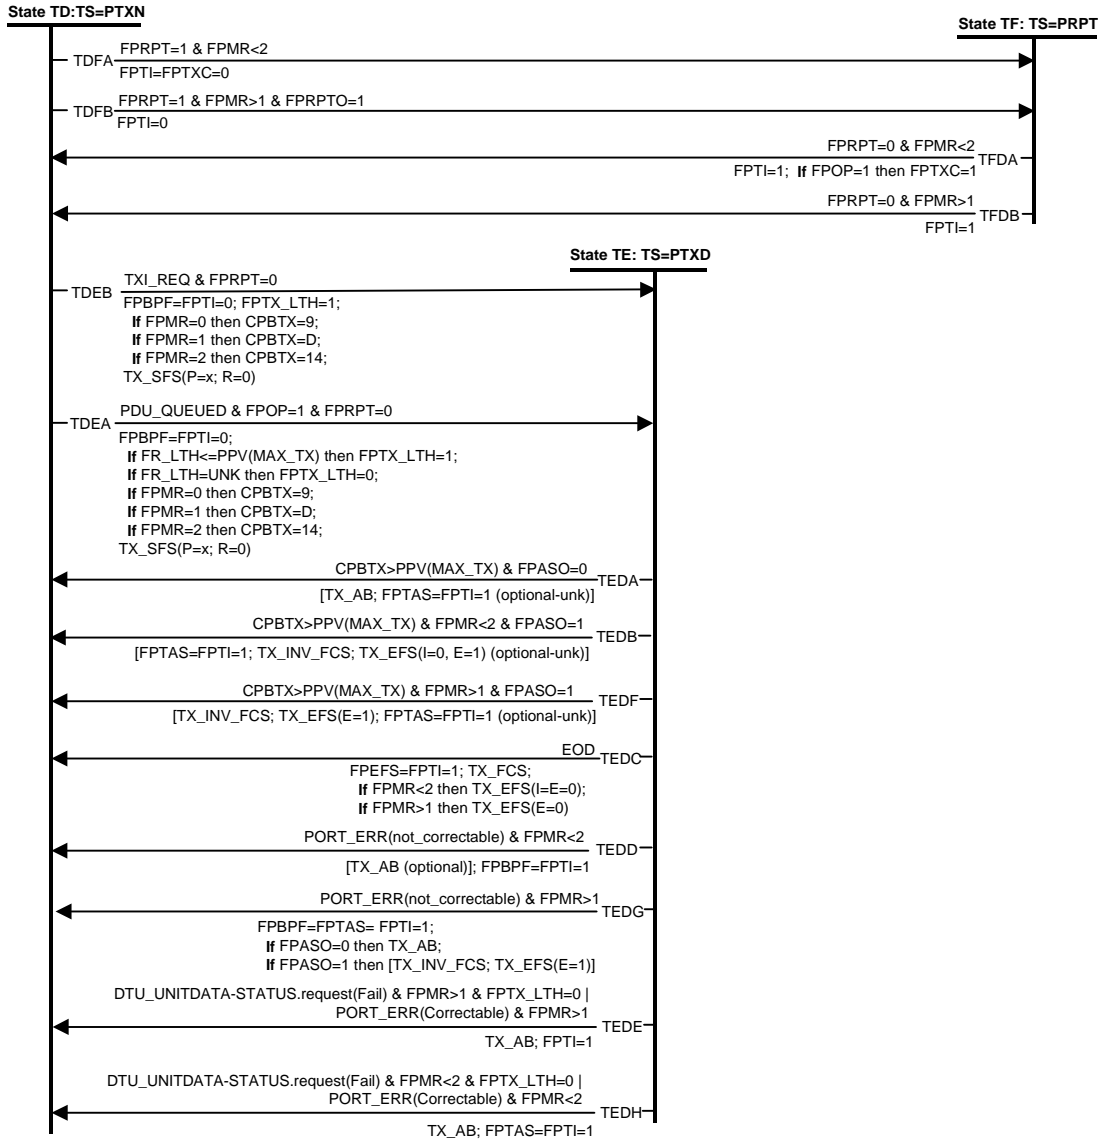 State TD:TS=PTXN
State TF: TS=PRPT
FPRPT=1 & FPMR<2
TDFA
FPTI=FPTXC=0
FPRPT=1 & FPMR>1 & FPRPTO=1
TDFB
FPTI=0
FPRPT=0 & FPMR<2
TFDA
FPTI=1; If FPOP=1 then FPTXC=1
FPRPT=0 & FPMR>1
TFDB
FPTI=1
State TE: TS=PTXD
TXI_REQ & FPRPT=0
TDEB
FPBPF=FPTI=0; FPTX_LTH=1;
If FPMR=0 then CPBTX=9;
If FPMR=1 then CPBTX=D;
If FPMR=2 then CPBTX=14;
TX_SFS(P=x; R=0)
PDU_QUEUED & FPOP=1 & FPRPT=0
TDEA
FPBPF=FPTI=0;
If FR_LTH<=PPV(MAX_TX) then FPTX_LTH=1;
If FR_LTH=UNK then FPTX_LTH=0;
If FPMR=0 then CPBTX=9;
If FPMR=1 then CPBTX=D;
If FPMR=2 then CPBTX=14;
TX_SFS(P=x; R=0)
CPBTX>PPV(MAX_TX) & FPASO=0
TEDA
[TX_AB; FPTAS=FPTI=1 (optional-unk)]
CPBTX>PPV(MAX_TX) & FPMR<2 & FPASO=1
TEDB
[FPTAS=FPTI=1; TX_INV_FCS; TX_EFS(I=0, E=1) (optional-unk)]
CPBTX>PPV(MAX_TX) & FPMR>1 & FPASO=1
TEDF
[TX_INV_FCS; TX_EFS(E=1); FPTAS=FPTI=1 (optional-unk)]
EOD
TEDC
FPEFS=FPTI=1; TX_FCS;
If FPMR<2 then TX_EFS(I=E=0);
If FPMR>1 then TX_EFS(E=0)
PORT_ERR(not_correctable) & FPMR<2
TEDD
[TX_AB (optional)]; FPBPF=FPTI=1
PORT_ERR(not_correctable) & FPMR>1
TEDG
FPBPF=FPTAS= FPTI=1;
If FPASO=0 then TX_AB;
If FPASO=1 then [TX_INV_FCS; TX_EFS(E=1)]
DTU_UNITDATA-STATUS.request(Fail) & FPMR>1 & FPTX_LTH=0 |
PORT_ERR(Correctable) & FPMR>1
TEDE
TX_AB; FPTI=1
DTU_UNITDATA-STATUS.request(Fail) & FPMR<2 & FPTX_LTH=0 |
PORT_ERR(Correctable) & FPMR<2
TEDH
TX_AB; FPTAS=FPTI=1